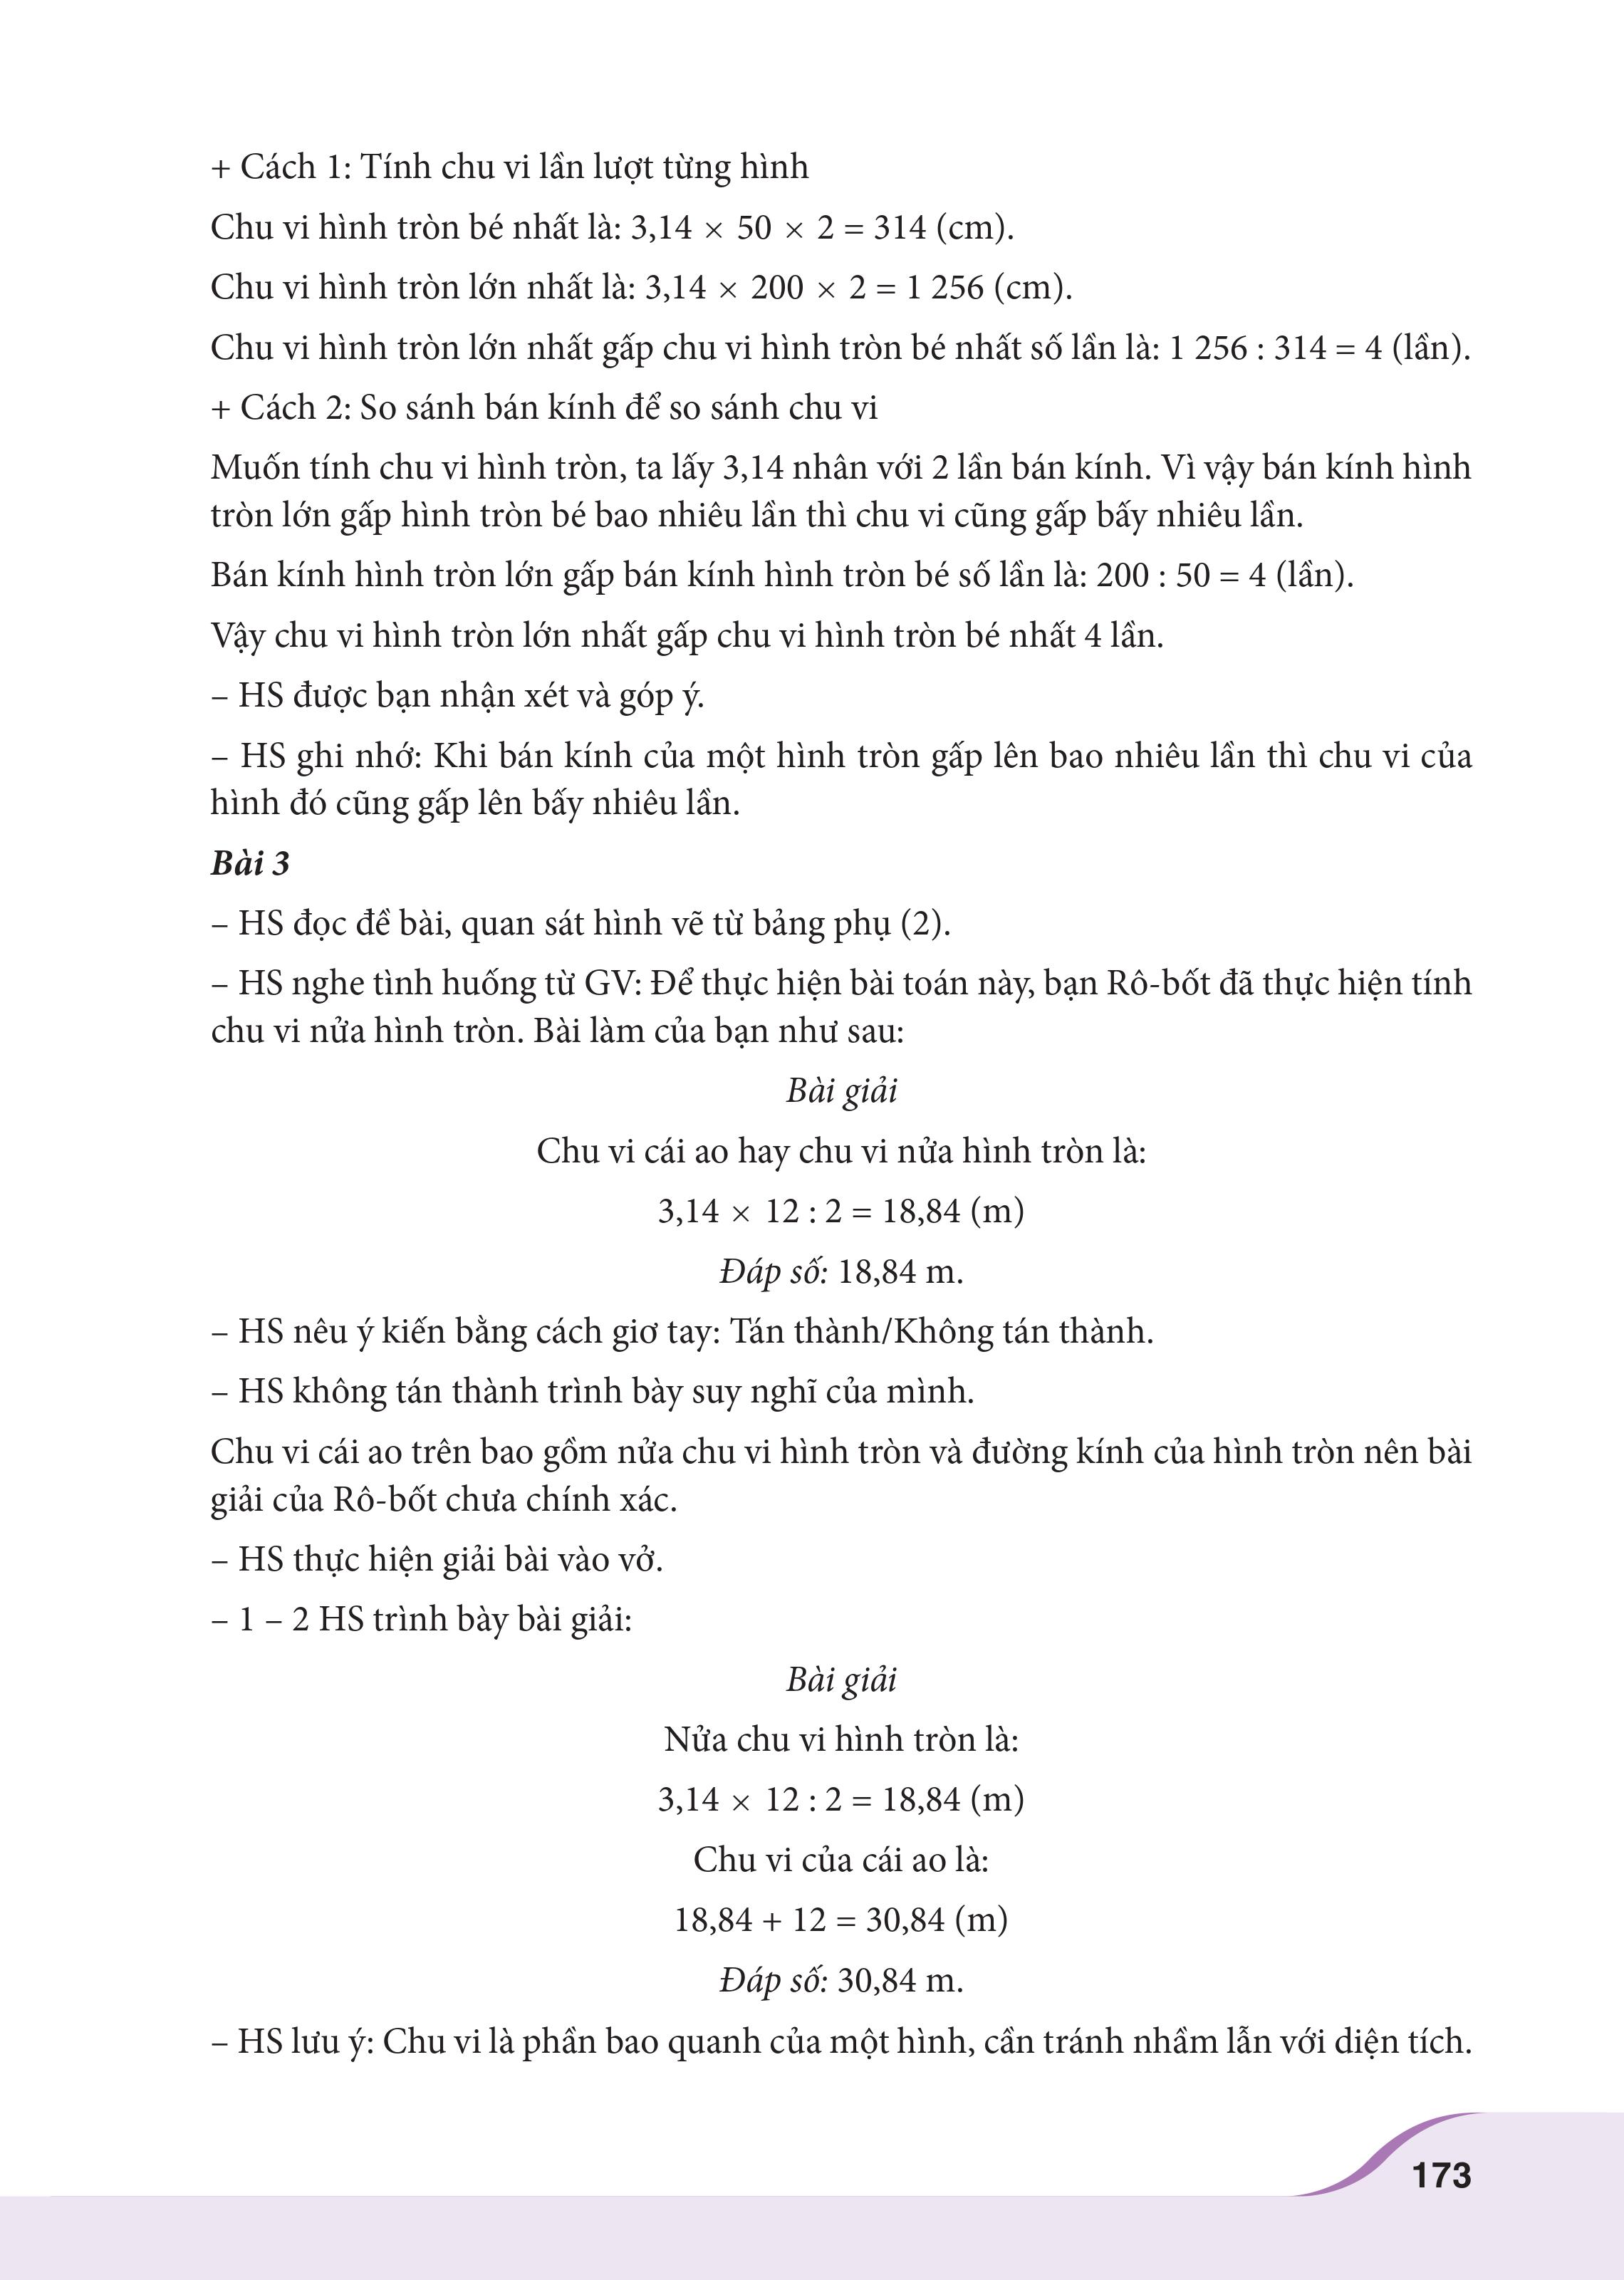 + Cách 1: Tính chu vi lần lượt từng hình
Chu vi hình tròn bé nhất là: 3,14 × 50 × 2 = 314 (cm).
Chu vi hình tròn lớn nhất là: 3,14 × 200 × 2 = 1 256 (cm).
Chu vi hình tròn lớn nhất gấp chu vi hình tròn bé nhất số lần là: 1 256 : 314 = 4 (lần).
+ Cách 2: So sánh bán kính để so sánh chu vi
Muốn tính chu vi hình tròn, ta lấy 3,14 nhân với 2 lần bán kính. Vì vậy bán kính hình
tròn lớn gấp hình tròn bé bao nhiêu lần thì chu vi cũng gấp bấy nhiêu lần.
Bán kính hình tròn lớn gấp bán kính hình tròn bé số lần là: 200 : 50 = 4 (lần).
Vậy chu vi hình tròn lớn nhất gấp chu vi hình tròn bé nhất 4 lần.
– HS được bạn nhận xét và góp ý.
– HS ghi nhớ: Khi bán kính của một hình tròn gấp lên bao nhiêu lần thì chu vi của
hình đó cũng gấp lên bấy nhiêu lần.
Bài 3
– HS đọc đề bài, quan sát hình vẽ từ bảng phụ (2).
– HS nghe tình huống từ GV: Để thực hiện bài toán này, bạn Rô-bốt đã thực hiện tính
chu vi nửa hình tròn. Bài làm của bạn như sau:
Bài giải
Chu vi cái ao hay chu vi nửa hình tròn là:
3,14 × 12 : 2 = 18,84 (m)
Đáp số: 18,84 m.
– HS nêu ý kiến bằng cách giơ tay: Tán thành/Không tán thành.
– HS không tán thành trình bày suy nghĩ của mình.
Chu vi cái ao trên bao gồm nửa chu vi hình tròn và đường kính của hình tròn nên bài
giải của Rô-bốt chưa chính xác.
– HS thực hiện giải bài vào vở.
– 1 – 2 HS trình bày bài giải:
Bài giải
Nửa chu vi hình tròn là:
3,14 × 12 : 2 = 18,84 (m)
Chu vi của cái ao là:
18,84 + 12 = 30,84 (m)
Đáp số: 30,84 m.
– HS lưu ý: Chu vi là phần bao quanh của một hình, cần tránh nhầm lẫn với diện tích.
173